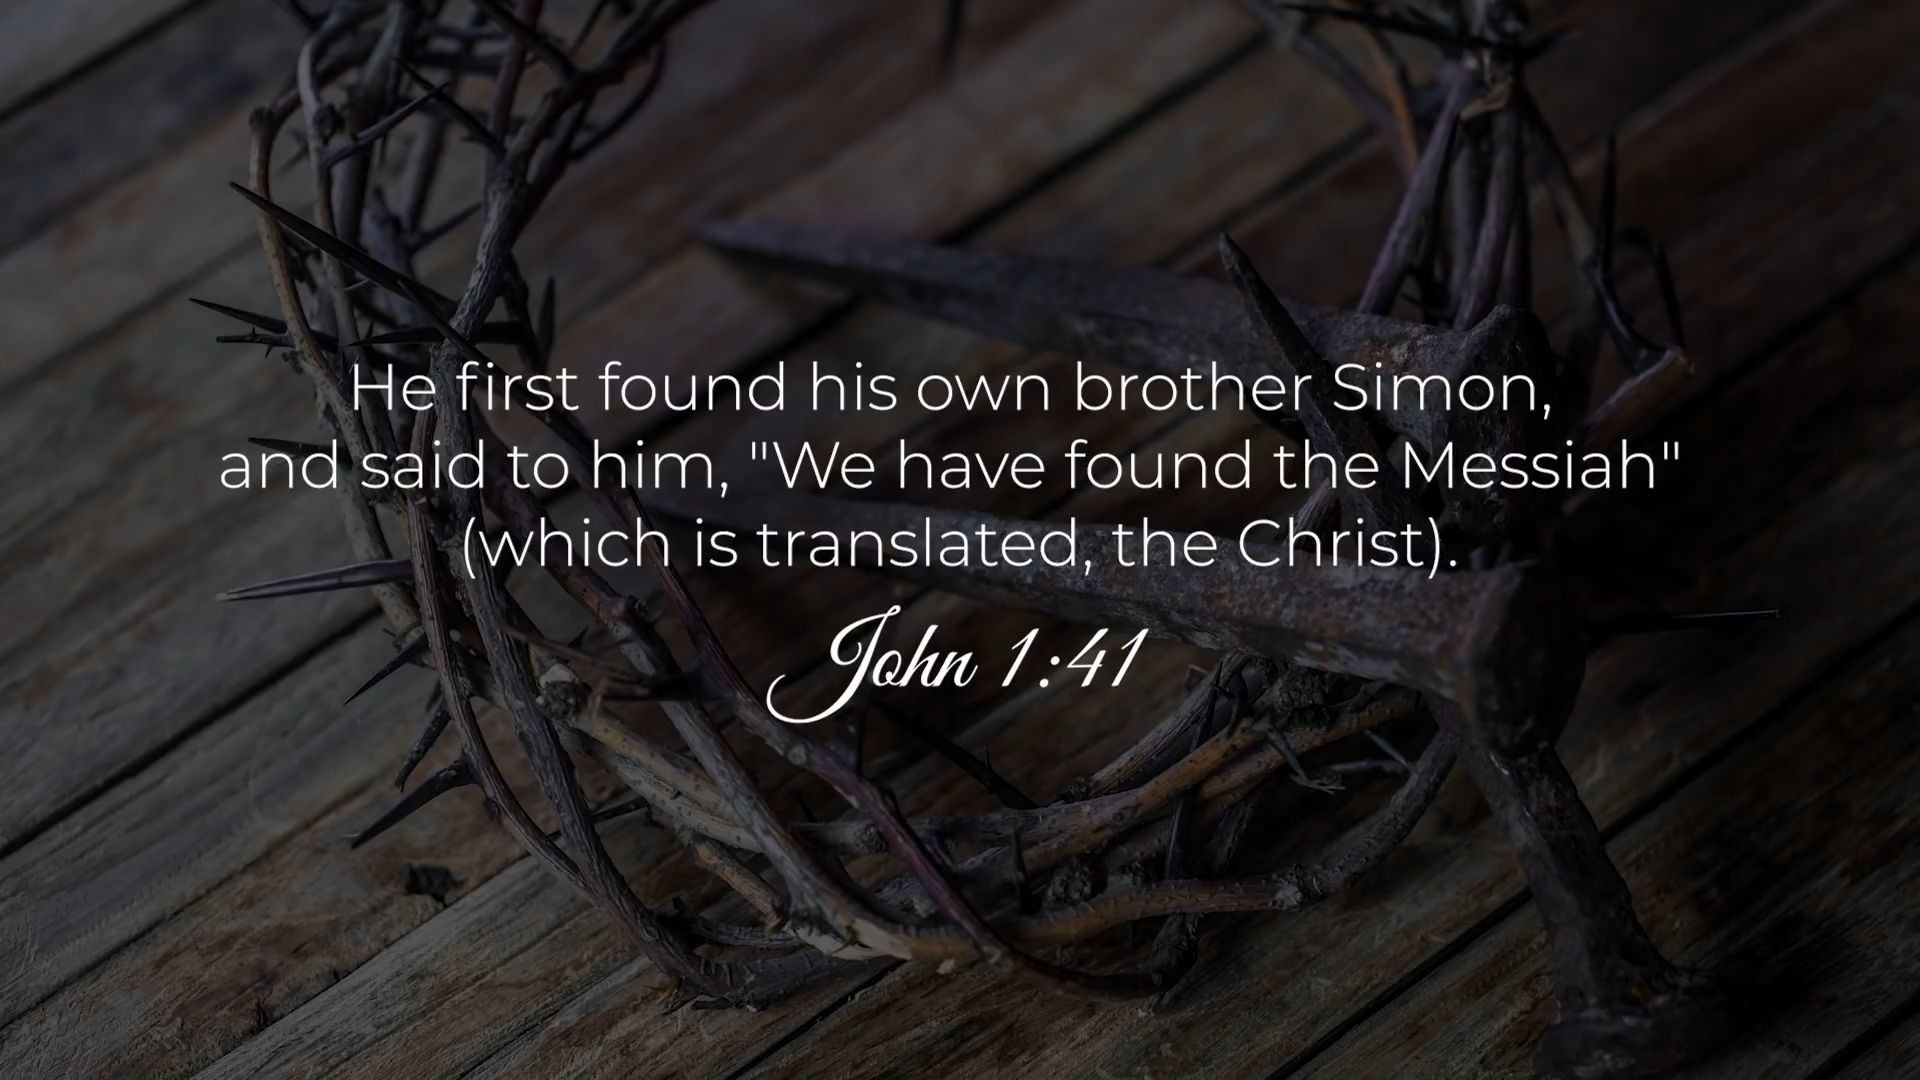 He first found his own brother Simon,
and said to him, "We have found the Messiah"
(which is translated, the Christ).
John 1:41